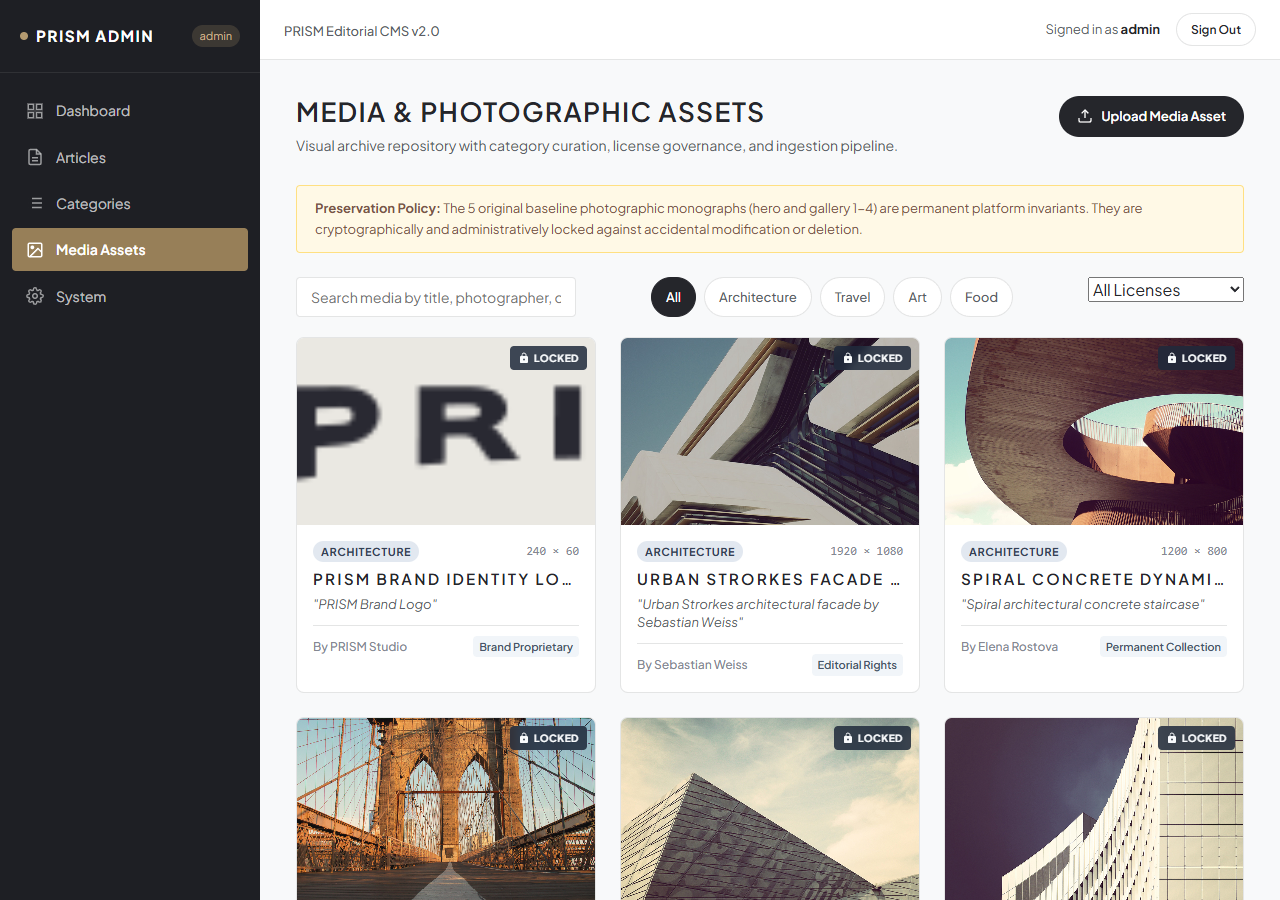 PRISM ADMIN
admin
PRISM Editorial CMS v2.0
Signed in as admin
Sign Out
Dashboard
Articles
Categories
Media Assets
System
MEDIA & PHOTOGRAPHIC ASSETS
Upload Media Asset
Visual archive repository with category curation, license governance, and ingestion pipeline.
Preservation Policy: The 5 original baseline photographic monographs (hero and gallery 1–4) are permanent platform invariants. They are
cryptographically and administratively locked against accidental modification or deletion.
Search media by title, photographer, c
All
Architecture
Travel
Art
Food
All Licenses
LOCKED
PRI
ARCHITECTURE
240 × 60
PRISM BRAND IDENTITY LO...
"PRISM Brand Logo"
By PRISM Studio
Brand Proprietary
LOCKED
ARCHITECTURE
1920 × 1080
URBAN STRORKES FACADE ...
"Urban Strorkes architectural facade by
Sebastian Weiss"
By Sebastian Weiss
Editorial Rights
LOCKED
ARCHITECTURE
1200 × 800
SPIRAL CONCRETE DYNAMI...
"Spiral architectural concrete staircase"
By Elena Rostova
Permanent Collection
LOCKED
LOCKED
LOCKED